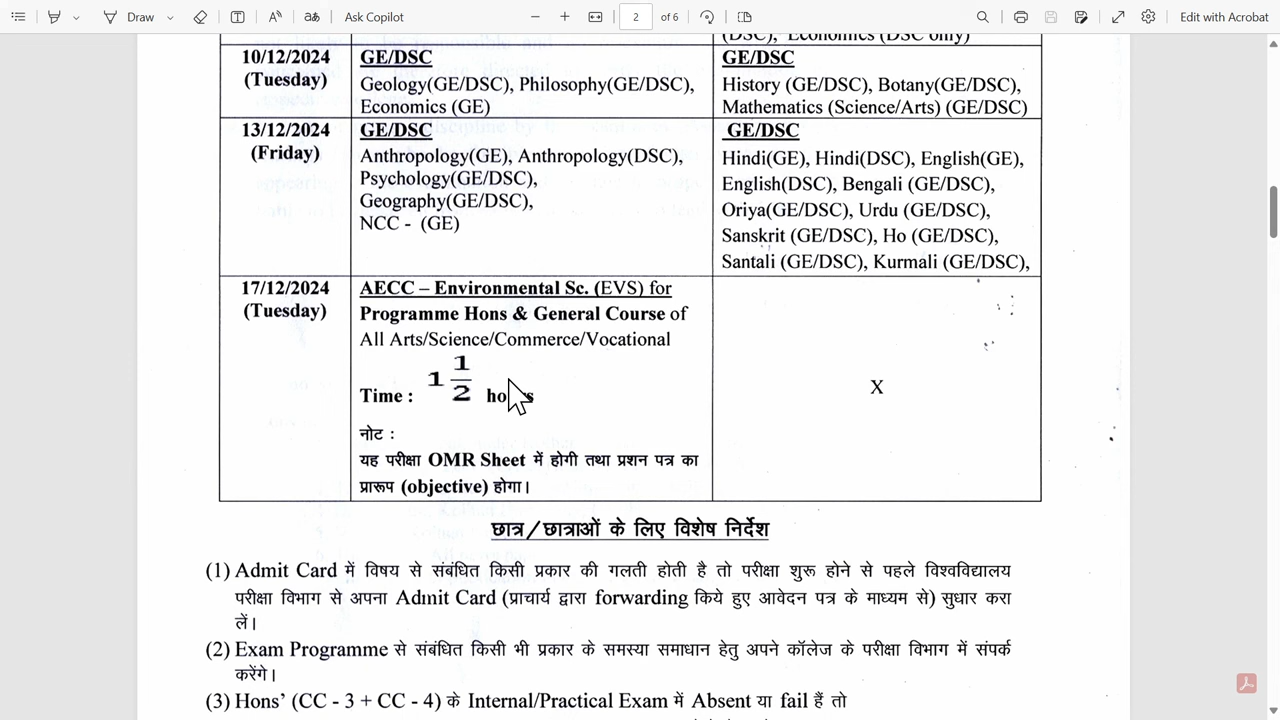 Draw
Ask Copilot
2 of 6
Edit with Acrobat
(DSC), Economics (DSC only)
10/12/2024
(Tuesday)
GE/DSC
Geology(GE/DSC), Philosophy(GE/DSC),
Economics (GE)
GE/DSC
History (GE/DSC), Botany(GE/DSC),
Mathematics (Science/Arts) (GE/DSC)
13/12/2024
(Friday)
GE/DSC
Anthropology(GE), Anthropology(DSC),
Psychology(GE/DSC),
Geography(GE/DSC),
NCC - (GE)
GE/DSC
Hindi(GE), Hindi(DSC), English(GE),
English(DSC), Bengali (GE/DSC),
Oriya(GE/DSC), Urdu (GE/DSC),
Sanskrit (GE/DSC), Ho (GE/DSC),
Santali (GE/DSC), Kurmali (GE/DSC),
17/12/2024
(Tuesday)
AECC – Environmental Sc. (EVS) for
Programme Hons & General Course of
All Arts/Science/Commerce/Vocational
Time : 1 1/2 hours
नोट :
यह परीक्षा OMR Sheet में होगी तथा प्रशन पत्र का
प्रारूप (objective) होगा।
X
छात्र/छात्राओं के लिए विशेष निर्देश
(1) Admit Card में विषय से संबंधित किसी प्रकार की गलती होती है तो परीक्षा शुरू होने से पहले विश्वविद्यालय
परीक्षा विभाग से अपना Admit Card (प्राचार्य द्वारा forwarding किये हुए आवेदन पत्र के माध्यम से) सुधार करा
लें।
(2) Exam Programme से संबंधित किसी भी प्रकार के समस्या समाधान हेतु अपने कॉलेज के परीक्षा विभाग में संपर्क
करेंगे।
(3) Hons' (CC - 3 + CC - 4) के Internal/Practical Exam में Absent या fail हैं तो